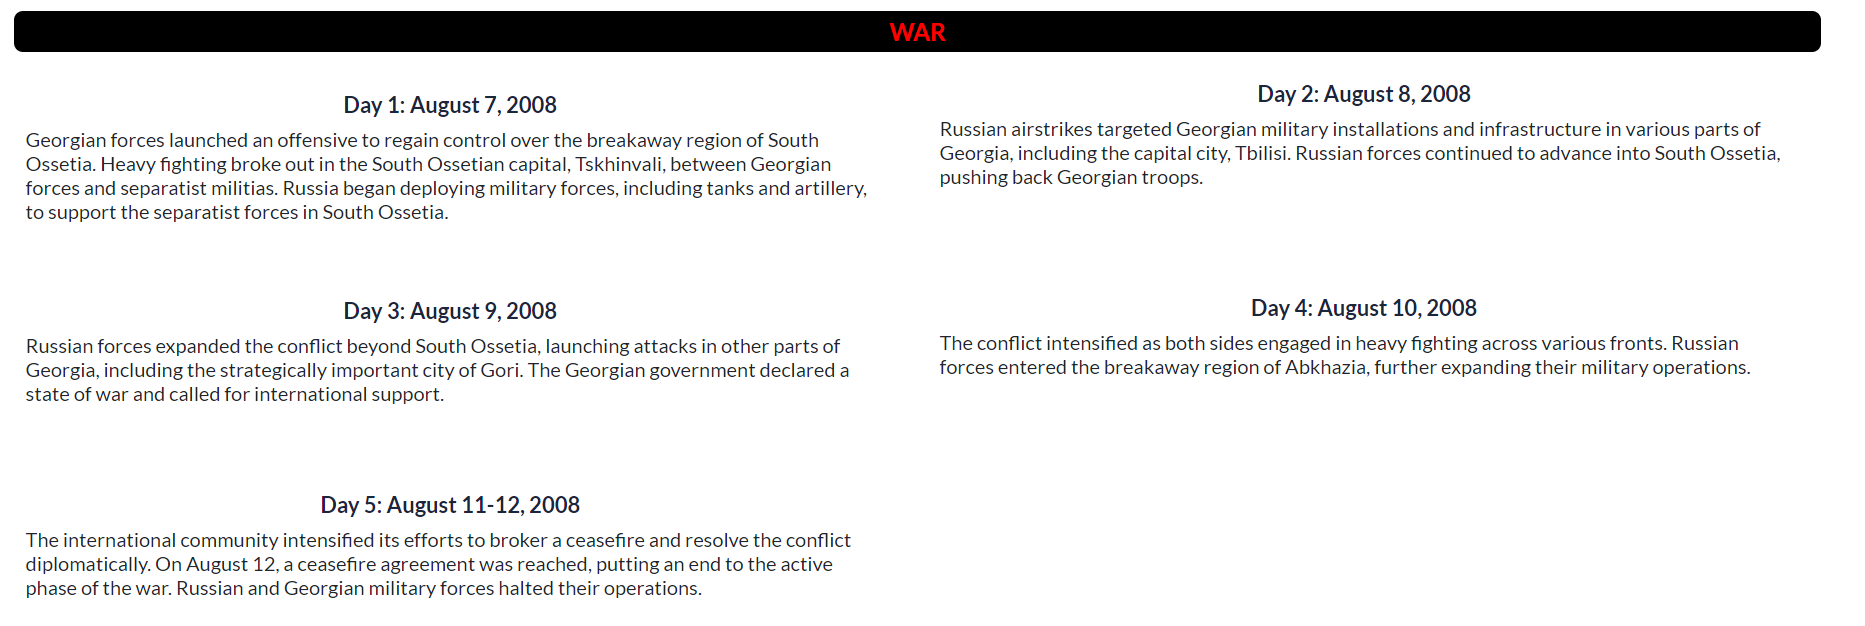 WAR
Day 1: August 7, 2008
Georgian forces launched an offensive to regain control over the breakaway region of South
Ossetia. Heavy fighting broke out in the South Ossetian capital, Tskhinvali, between Georgian
forces and separatist militias. Russia began deploying military forces, including tanks and artillery,
to support the separatist forces in South Ossetia.
Day 2: August 8, 2008
Russian airstrikes targeted Georgian military installations and infrastructure in various parts of
Georgia, including the capital city, Tbilisi. Russian forces continued to advance into South Ossetia,
pushing back Georgian troops.
Day 3: August 9, 2008
Russian forces expanded the conflict beyond South Ossetia, launching attacks in other parts of
Georgia, including the strategically important city of Gori. The Georgian government declared a
state of war and called for international support.
Day 4: August 10, 2008
The conflict intensified as both sides engaged in heavy fighting across various fronts. Russian
forces entered the breakaway region of Abkhazia, further expanding their military operations.
Day 5: August 11-12, 2008
The international community intensified its efforts to broker a ceasefire and resolve the conflict
diplomatically. On August 12, a ceasefire agreement was reached, putting an end to the active
phase of the war. Russian and Georgian military forces halted their operations.